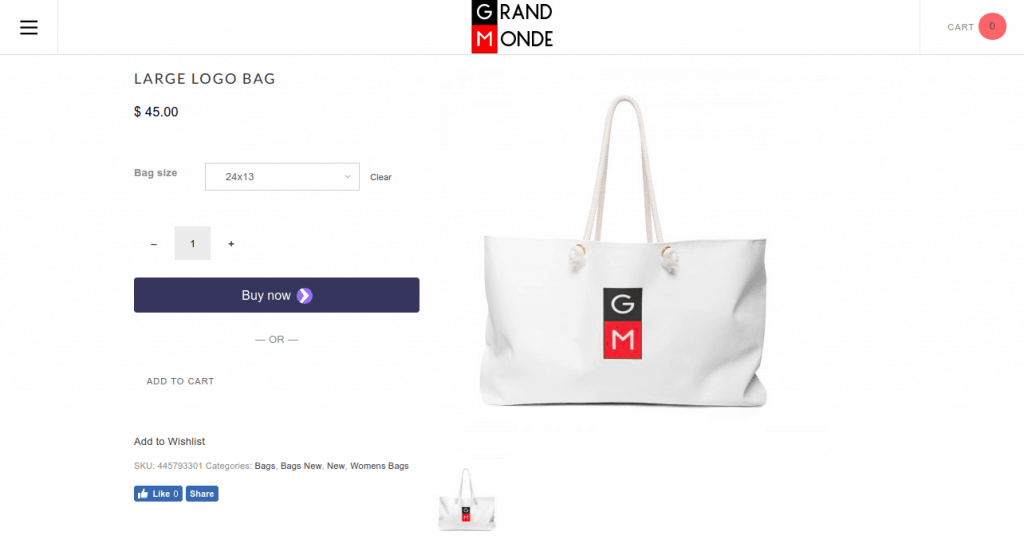 GRAND
MONDE
CART 0
LARGE LOGO BAG
$ 45.00
Bag size 24x13 Clear
– 1 +
Buy now
— OR —
ADD TO CART
Add to Wishlist
SKU: 445793301 Categories: Bags, Bags New, New, Womens Bags
Like 0 Share
G
M
G
M